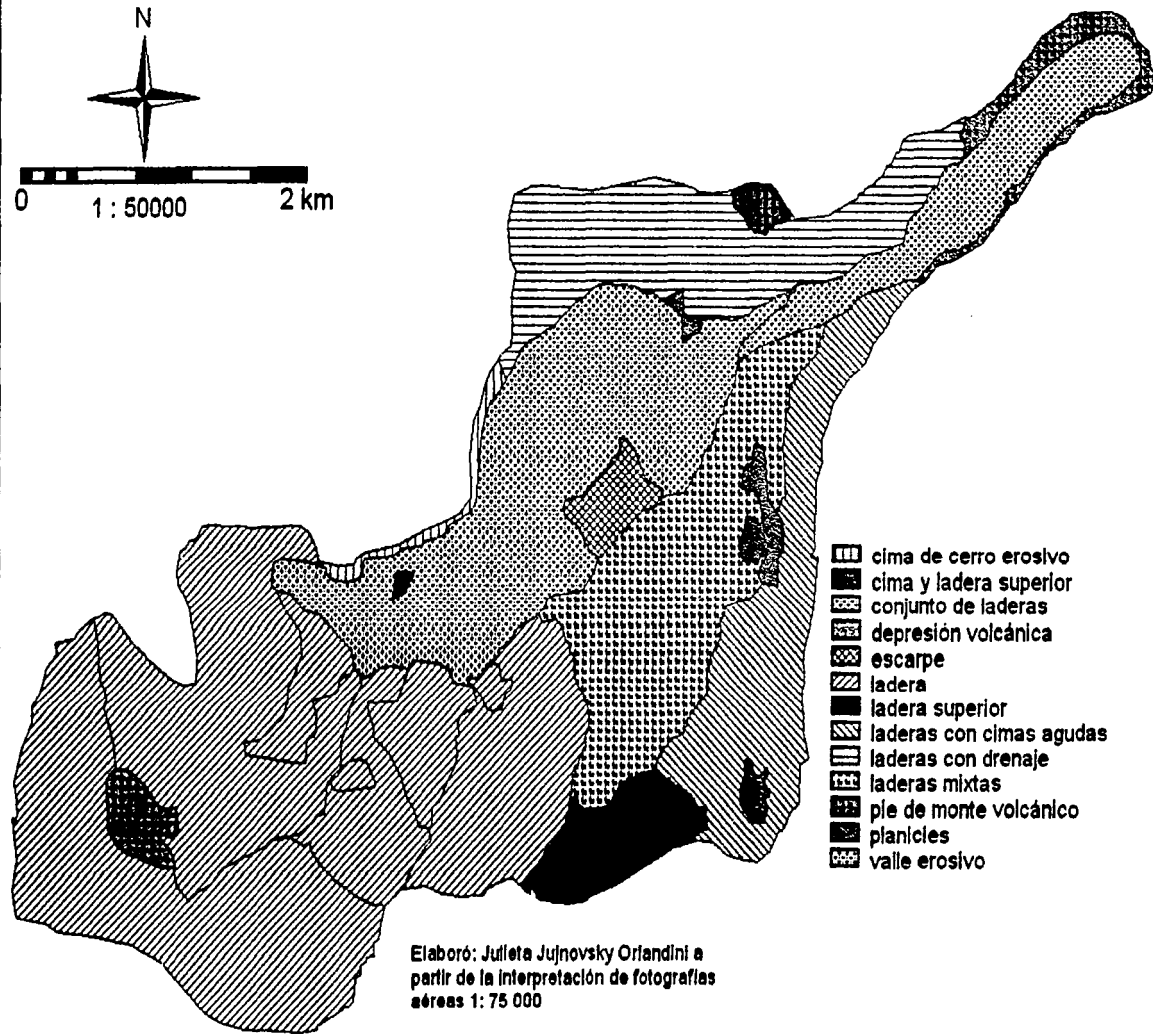 N
0 1 : 50000 2 km
cima de cerro erosivo
cima y ladera superior
conjunto de laderas
depresión volcánica
escarpe
ladera
ladera superior
laderas con cimas agudas
laderas con drenaje
laderas mixtas
pie de monte volcánico
planicies
valle erosivo
Elaboró: Julieta Jujnovsky Orlandini a
partir de la interpretación de fotografías
aéreas 1: 75 000